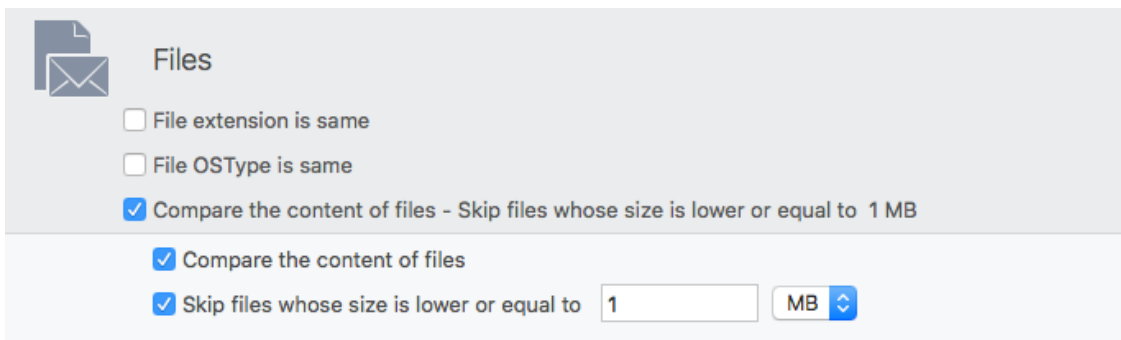 Files
File extension is same
File OSType is same
Compare the content of files - Skip files whose size is lower or equal to 1 MB
Compare the content of files
Skip files whose size is lower or equal to 1 MB